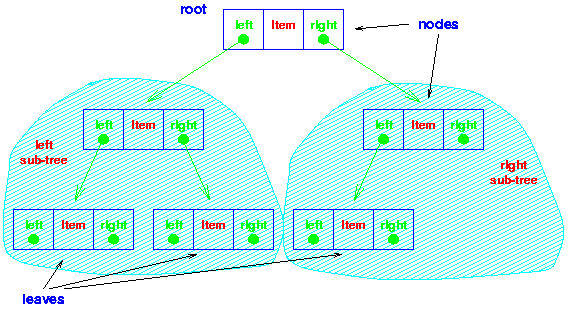 root
left Item right
nodes
left Item right
left Item right
left
sub-tree
right
sub-tree
left Item right
left Item right
left Item right
leaves